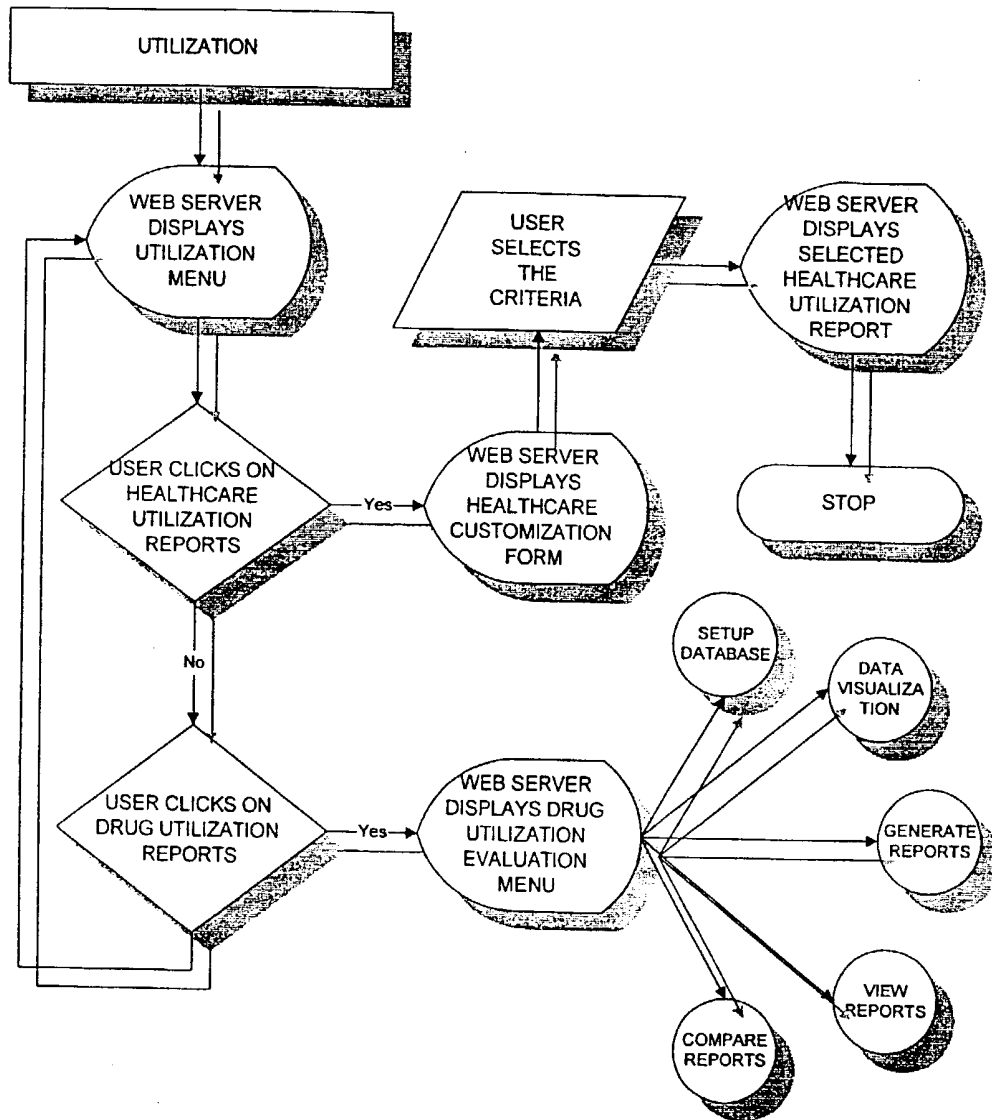 UTILIZATION
WEB SERVER
DISPLAYS
UTILIZATION
MENU
USER
SELECTS
THE
CRITERIA
WEB SERVER
DISPLAYS
SELECTED
HEALTHCARE
UTILIZATION
REPORT
USER CLICKS ON
HEALTHCARE
UTILIZATION
REPORTS
Yes
WEB SERVER
DISPLAYS
HEALTHCARE
CUSTOMIZATION
FORM
STOP
No
USER CLICKS ON
DRUG UTILIZATION
REPORTS
Yes
WEB SERVER
DISPLAYS DRUG
UTILIZATION
EVALUATION
MENU
SETUP
DATABASE
DATA
VISUALIZA
TION
GENERATE
REPORTS
VIEW
REPORTS
COMPARE
REPORTS